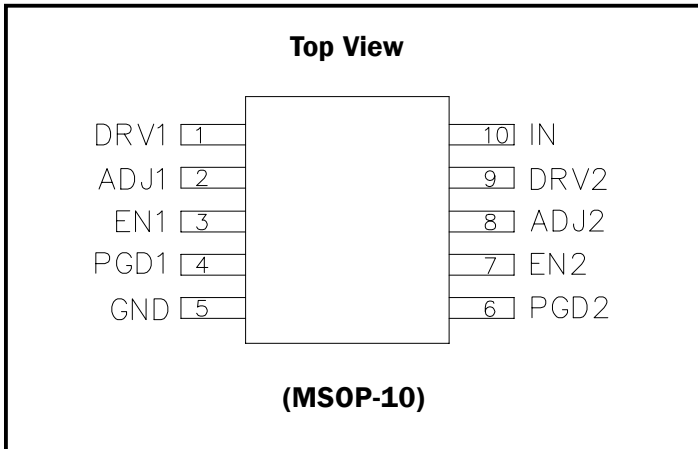 Top View
DRV1 1 10 IN
ADJ1 2 9 DRV2
EN1 3 8 ADJ2
PGD1 4 7 EN2
GND 5 6 PGD2
(MSOP-10)